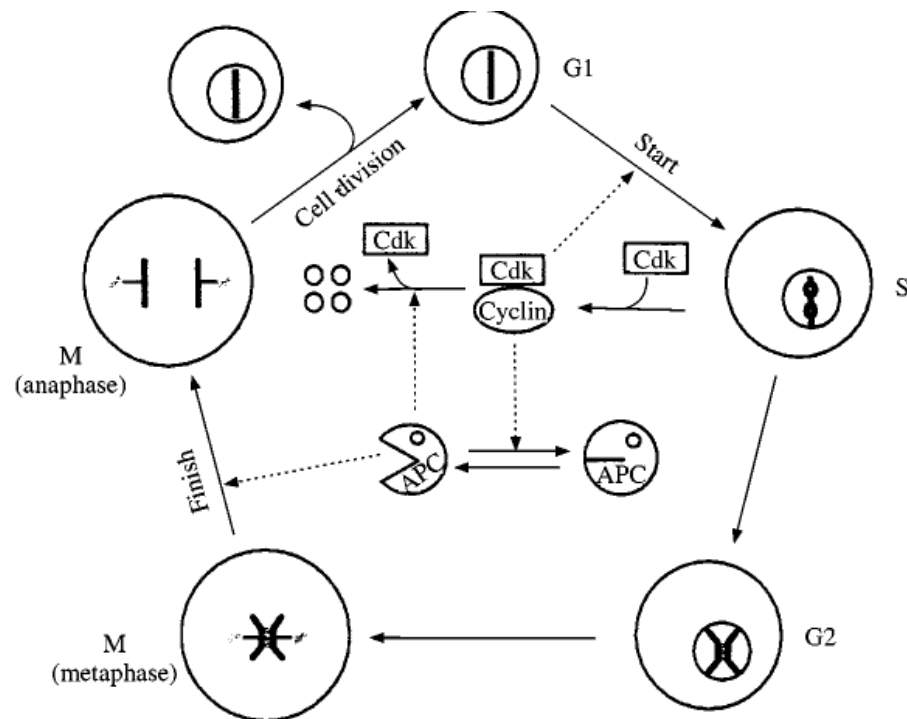 G1
Start
Cell division
Cdk
Cdk
Cdk
Cyclin
S
M
(anaphase)
APC
APC
Finish
G2
M
(metaphase)